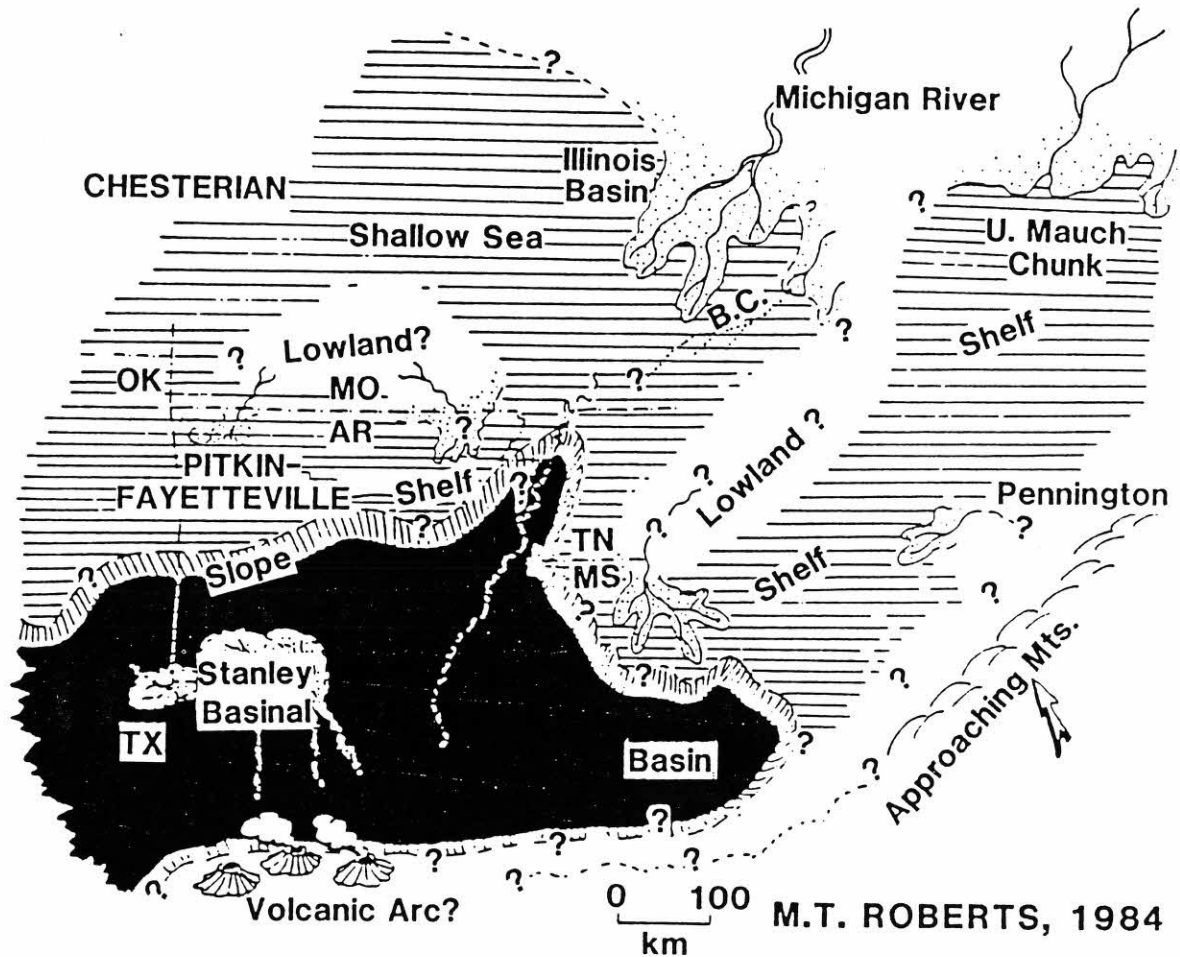 ?
Michigan River
Illinois
Basin
CHESTERIAN
?
?
U. Mauch
Chunk
Shallow Sea
B.C.
?
Shelf
Lowland?
?
OK
MO.
?
AR
?
PITKIN-
FAYETTEVILLE
Shelf
?
?
Lowland ?
?
Pennington
?
?
TN
MS
Shelf
?
Slope
?
?
?
?
Approaching Mts.
Stanley
Basinal
TX
Basin
?
?
?
?
?
?
?
?
?
Volcanic Arc?
0 100
km
M.T. ROBERTS, 1984